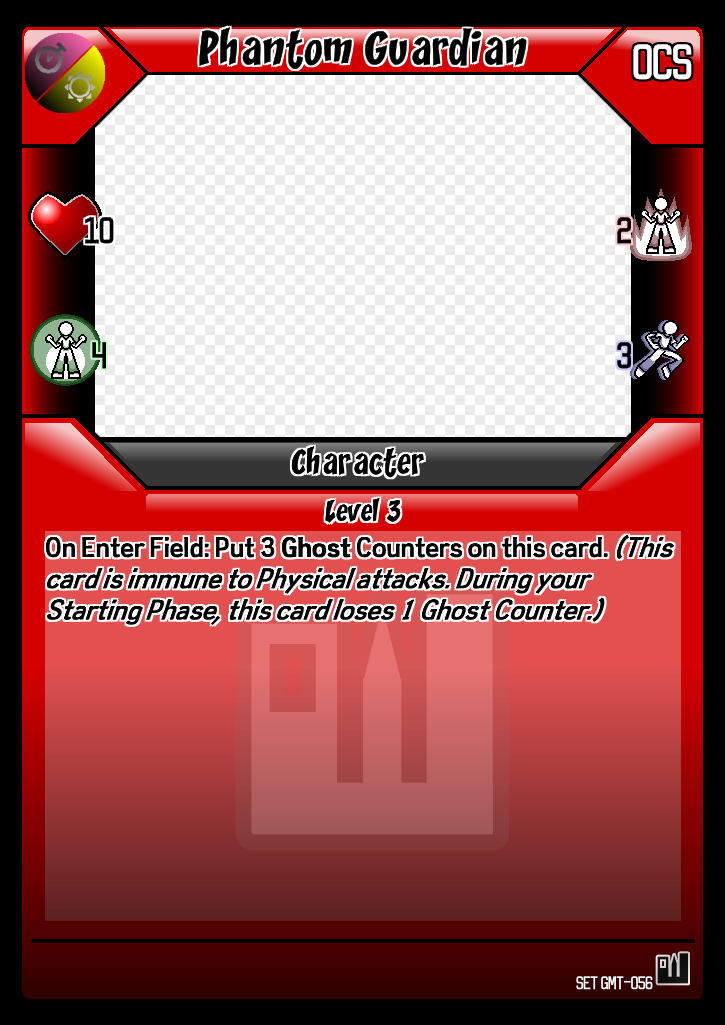 Phantom Guardian
OCS
10
2
4
3
Character
Level 3
On Enter Field: Put 3 Ghost Counters on this card. (This
card is immune to Physical attacks. During your
Starting Phase, this card loses 1 Ghost Counter.)
SET GMT-056